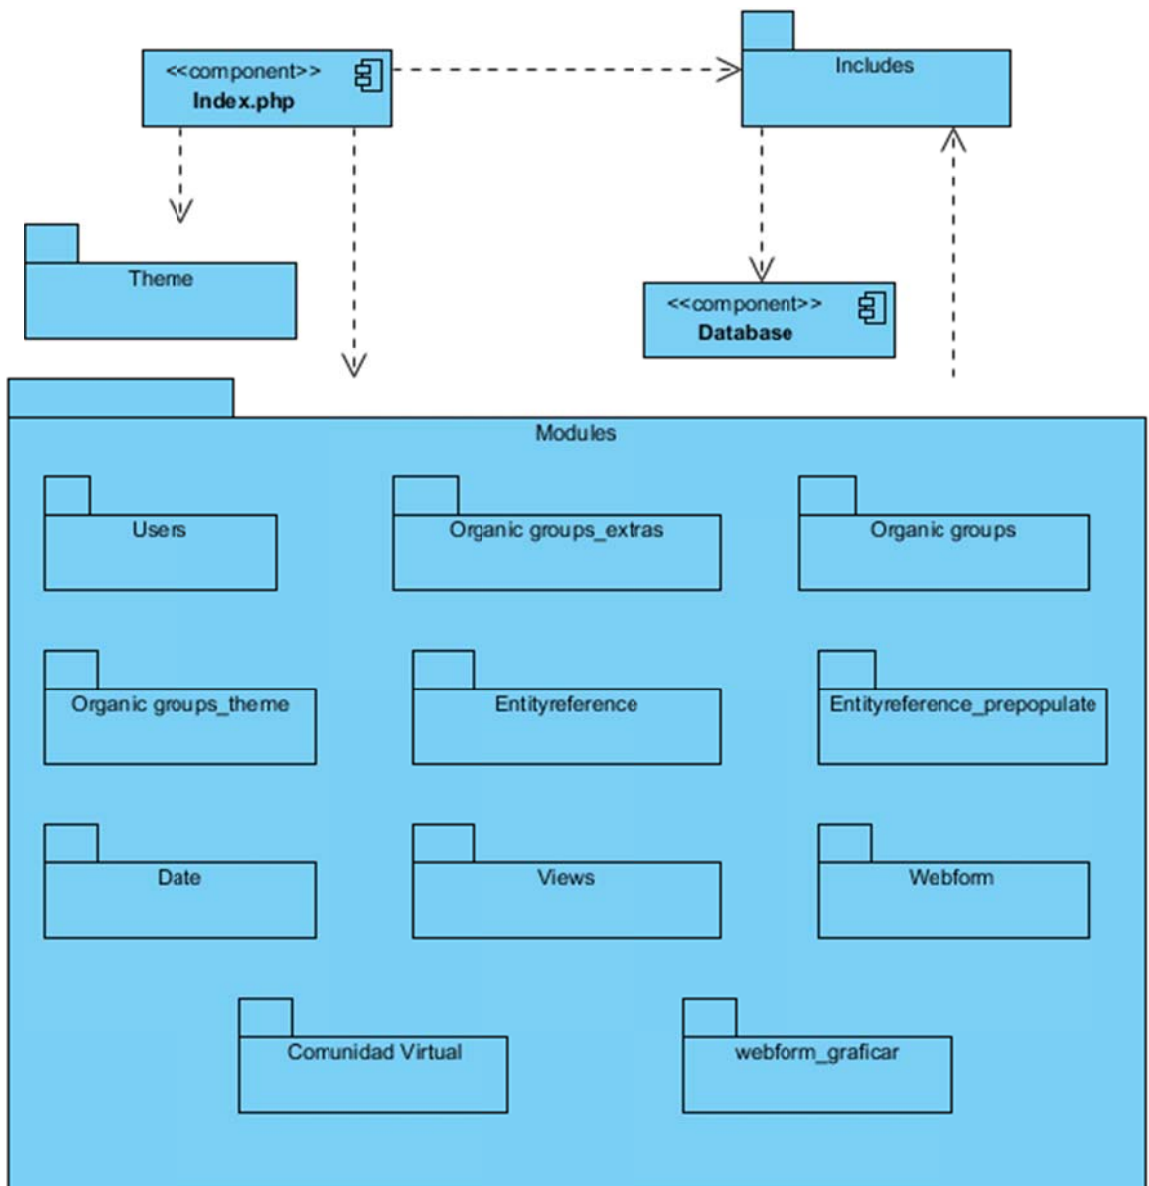 <<component>>
Index.php
Includes
Theme
<<component>>
Database
Modules
Users
Organic groups_extras
Organic groups
Organic groups_theme
Entityreference
Entityreference_prepopulate
Date
Views
Webform
Comunidad Virtual
webform_graficar